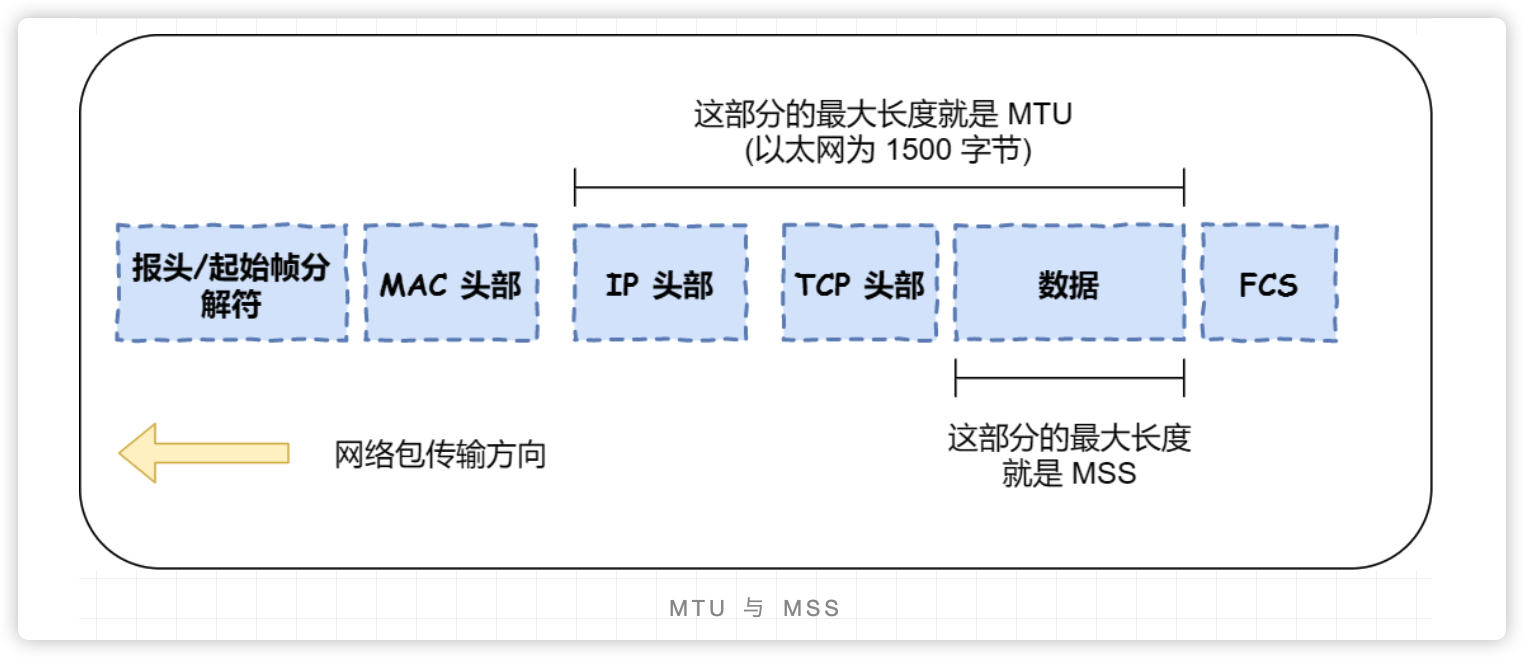 这部分的最大长度就是 MTU
(以太网为 1500 字节)
报头/起始帧分
解符
MAC 头部
IP 头部
TCP 头部
数据
FCS
网络包传输方向
这部分的最大长度
就是 MSS
MTU 与 MSS